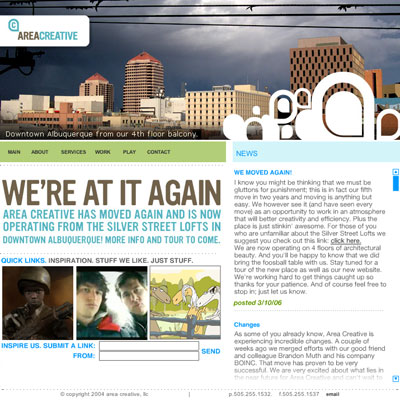 AREACREATIVE
Downtown Albuquerque from our 4th floor balcony.
MAIN ABOUT SERVICES WORK PLAY CONTACT
NEWS
WE'RE AT IT AGAIN
AREA CREATIVE HAS MOVED AGAIN AND IS NOW
OPERATING FROM THE SILVER STREET LOFTS IN
DOWNTOWN ALBUQUERQUE! MORE INFO AND TOUR TO COME.
QUICK LINKS. INSPIRATION. STUFF WE LIKE. JUST STUFF.
INSPIRE US. SUBMIT A LINK:
FROM:
SEND
WE MOVED AGAIN!
I know you might be thinking that we must be
gluttons for punishment; this is in fact our fifth
move in two years and moving is anything but
easy. We however see it (and have seen every
move) as an opportunity to work in an atmosphere
that will better creativity and efficiency. Plus the
place is just stinkin' awesome. For those of you
who are unfamiliar about the Silver Street Lofts we
suggest you check out this link: click here.
We are now operating on 4 floors of architectural
beauty. And you'll be happy to know that we did
bring the foosball table with us. Stay tuned for a
tour of the new place as well as our new website.
We're working hard to get things caught up so
thanks for your patience. And of course feel free to
stop in; just let us know.
posted 3/10/06
Changes
As some of you already know, Area Creative is
experiencing incredible changes. A couple of
weeks ago we merged efforts with our good friend
and colleague Brandon Muth and his company
BOINC. That move has proven to be very
successful. We are very excited about what lies in
the near future for Area Creative and can't wait to
© copyright 2004 area creative, llc | p.505.255.1532. f.505.255.1537 email